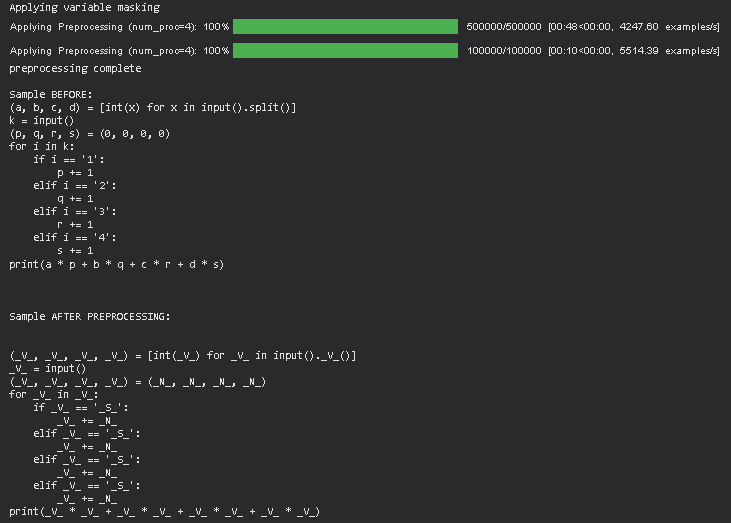 Applying variable masking
Applying Preprocessing (num_proc=4): 100% 500000/500000 [00:48<00:00, 4247.60 examples/s]
Applying Preprocessing (num_proc=4): 100% 100000/100000 [00:10<00:00, 5514.39 examples/s]
preprocessing complete
Sample BEFORE:
(a, b, c, d) = [int(x) for x in input().split()]
k = input()
(p, q, r, s) = (0, 0, 0, 0)
for i in k:
    if i == '1':
        p += 1
    elif i == '2':
        q += 1
    elif i == '3':
        r += 1
    elif i == '4':
        s += 1
print(a * p + b * q + c * r + d * s)
Sample AFTER PREPROCESSING:
(_V_, _V_, _V_, _V_) = [int(_V_) for _V_ in input()._V_()]
_V_ = input()
(_V_, _V_, _V_, _V_) = (_N_, _N_, _N_, _N_)
for _V_ in _V_:
    if _V_ == '_S_':
        _V_ += _N_
    elif _V_ == '_S_':
        _V_ += _N_
    elif _V_ == '_S_':
        _V_ += _N_
    elif _V_ == '_S_':
        _V_ += _N_
print(_V_ * _V_ + _V_ * _V_ + _V_ * _V_ + _V_ * _V_)